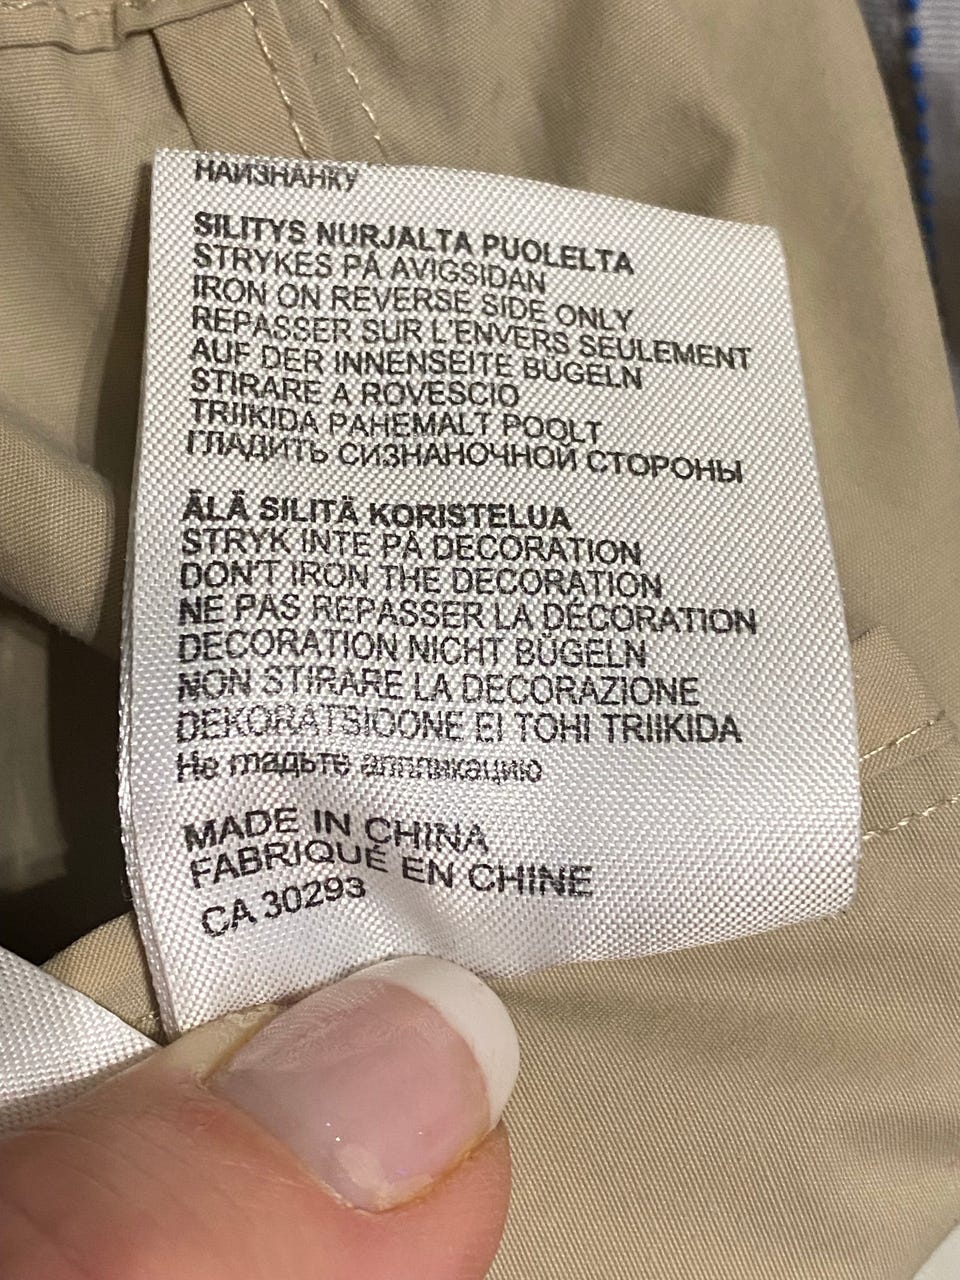 НАИЗНАНКУ
SILITYS NURJALTA PUOLELTA
STRYKES PÅ AVIGSIDAN
IRON ON REVERSE SIDE ONLY
REPASSER SUR L'ENVERS SEULEMENT
AUF DER INNENSEITE BÜGELN
STIRARE A ROVESCIO
TRIIKIDA PAHEMALT POOLT
ГЛАДИТЬ СИЗНАНОЧНОЙ СТОРОНЫ
ÄLÄ SILITÄ KORISTELUA
STRYK INTE PÅ DECORATION
DON'T IRON THE DECORATION
NE PAS REPASSER LA DÉCORATION
DECORATION NICHT BÜGELN
NON STIRARE LA DECORAZIONE
DEKORATSIOONE EI TOHI TRIIKIDA
Не гладьте аппликацию
MADE IN CHINA
FABRIQUÉ EN CHINE
CA 30293